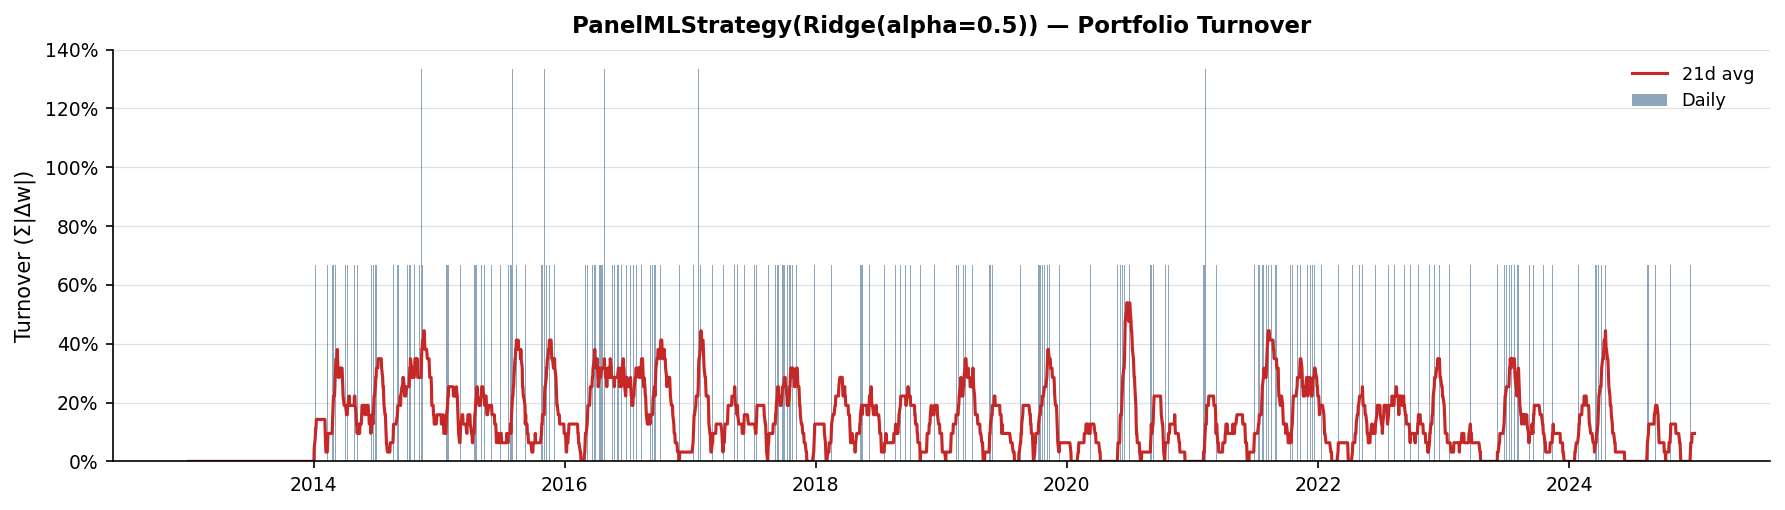 PanelMLStrategy(Ridge(alpha=0.5)) — Portfolio Turnover
Turnover (Σ|Δw|)
140%
120%
100%
80%
60%
40%
20%
0%
21d avg
Daily
2014 2016 2018 2020 2022 2024